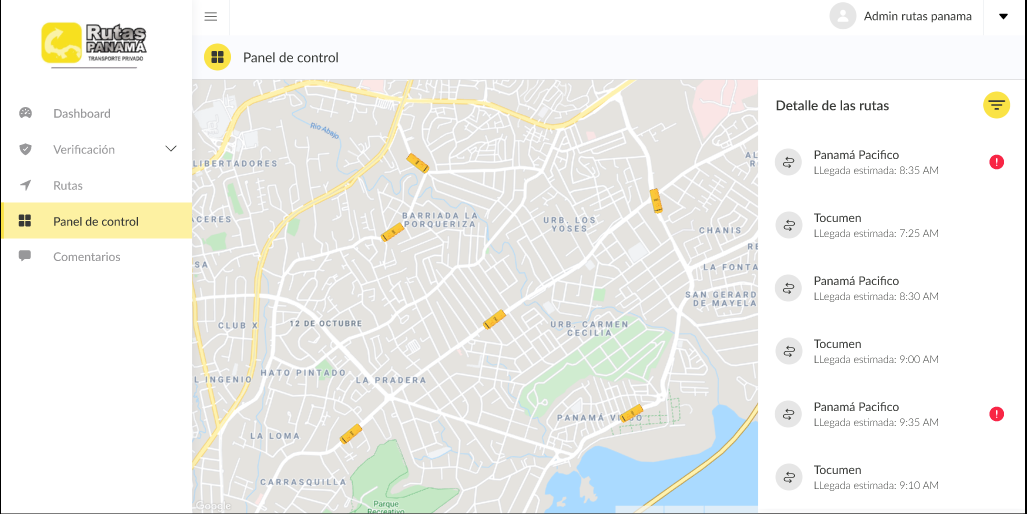 Rutas
PANAMÁ
TRANSPORTE PRIVADO
Admin rutas panama
Panel de control
Dashboard
Verificación
Rutas
Panel de control
Comentarios
Río Abajo
LIBERTADORES
ACERES
BARRIADA LA
PORQUERIZA
URB. LOS
YOSES
CHANIS
LA FONTA
SAN GERARD
DE MAYELA
CLUB X
12 DE OCTUBRE
URB. CARMEN
CECILIA
L INGENIO
HATO PINTADO
LA PRADERA
PANAMÁ VI
LA LOMA
CARRASQUILLA
Parque
Recreativo
Google
AL
RO
Detalle de las rutas
Panamá Pacifico
LLegada estimada: 8:35 AM
Tocumen
LLegada estimada: 7:25 AM
Panamá Pacifico
LLegada estimada: 8:30 AM
Tocumen
LLegada estimada: 9:00 AM
Panamá Pacifico
LLegada estimada: 9:35 AM
Tocumen
LLegada estimada: 9:10 AM